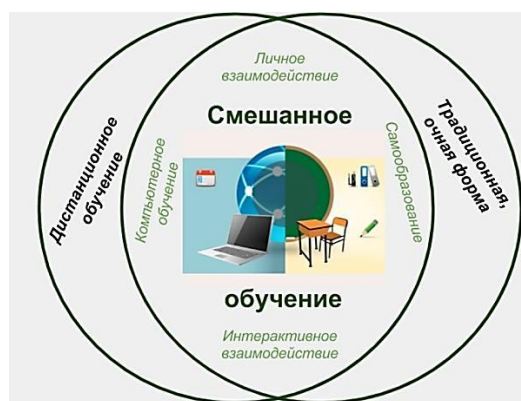 Личное
взаимодействие
Смешанное
Дистанционное
обучение
Компьютерное
обучение
Самообразование
Традиционная,
очная форма
обучение
Интерактивное
взаимодействие